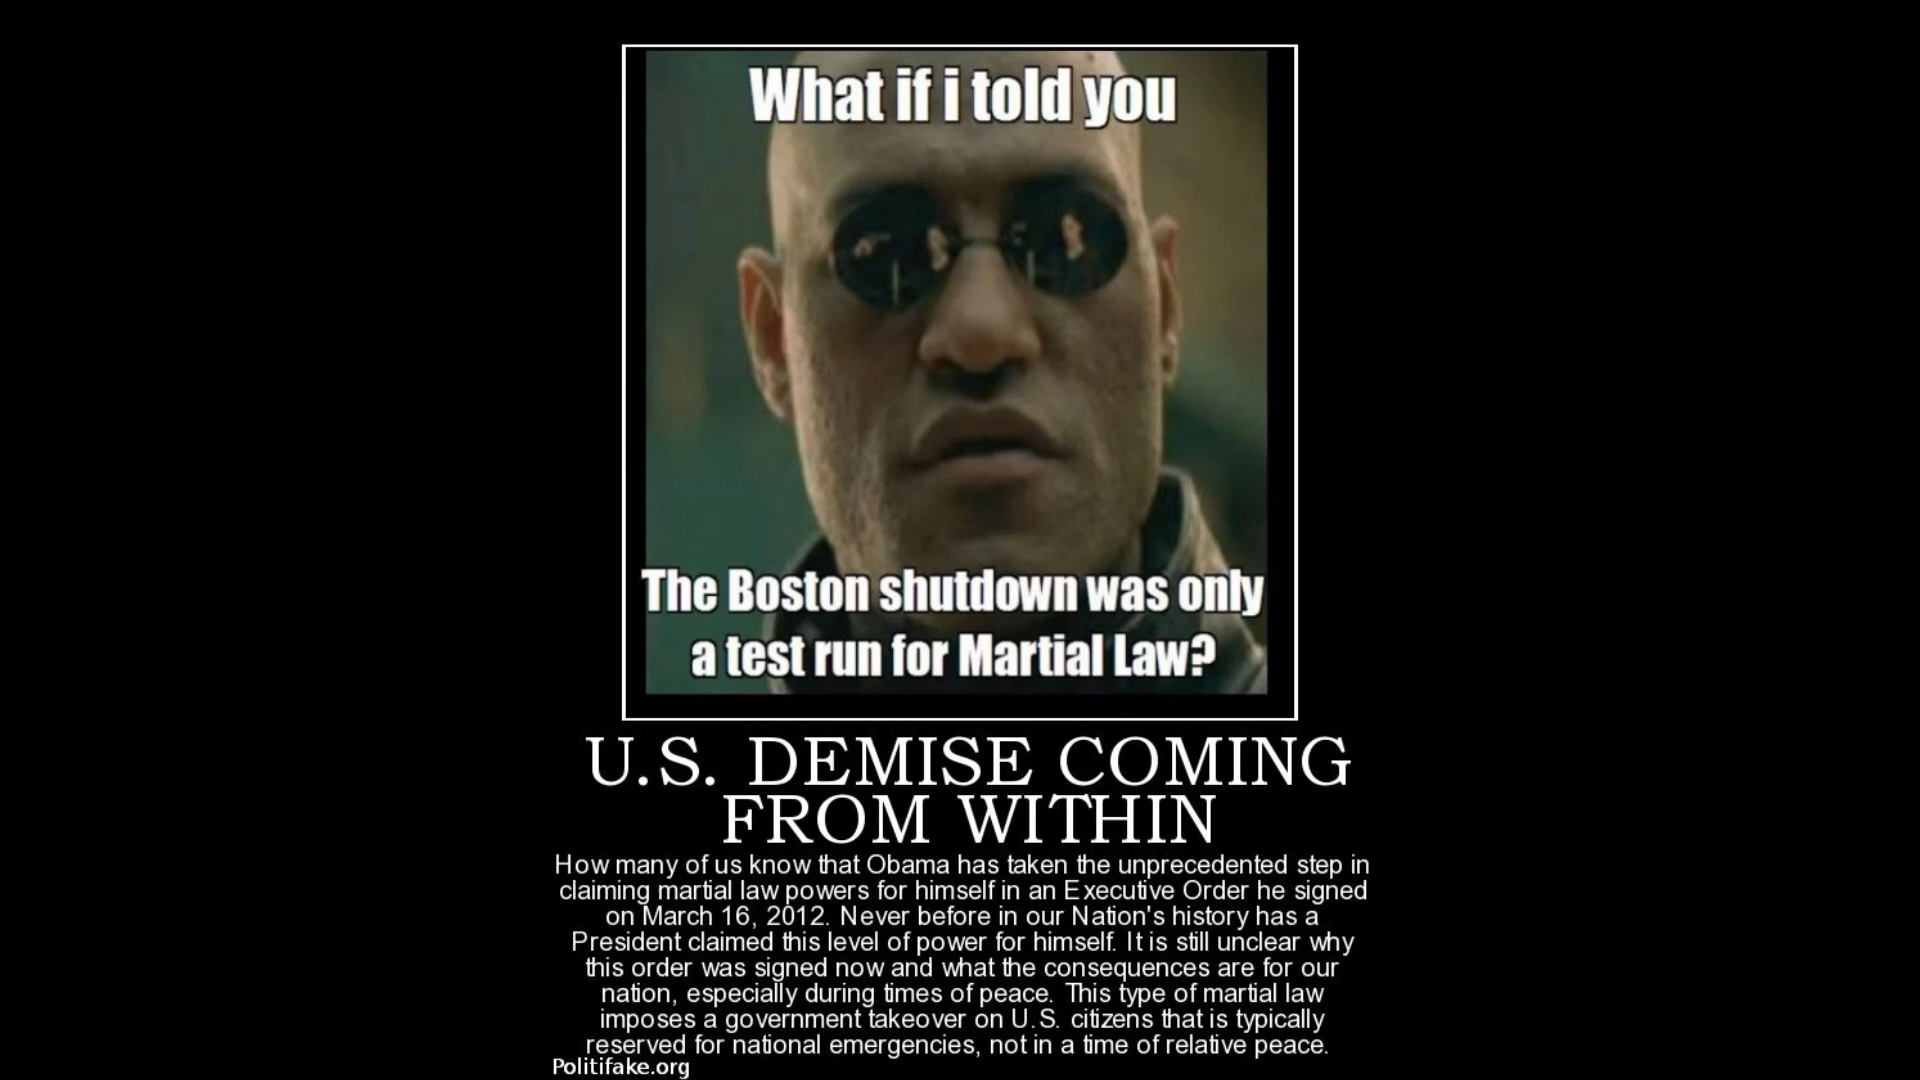 What if i told you
The Boston shutdown was only
a test run for Martial Law?
U.S. DEMISE COMING
FROM WITHIN
How many of us know that Obama has taken the unprecedented step in
claiming martial law powers for himself in an Executive Order he signed
on March 16, 2012. Never before in our Nation's history has a
President claimed this level of power for himself. It is still unclear why
this order was signed now and what the consequences are for our
nation, especially during times of peace. This type of martial law
imposes a government takeover on U.S. citizens that is typically
reserved for national emergencies, not in a time of relative peace.
Politifake.org